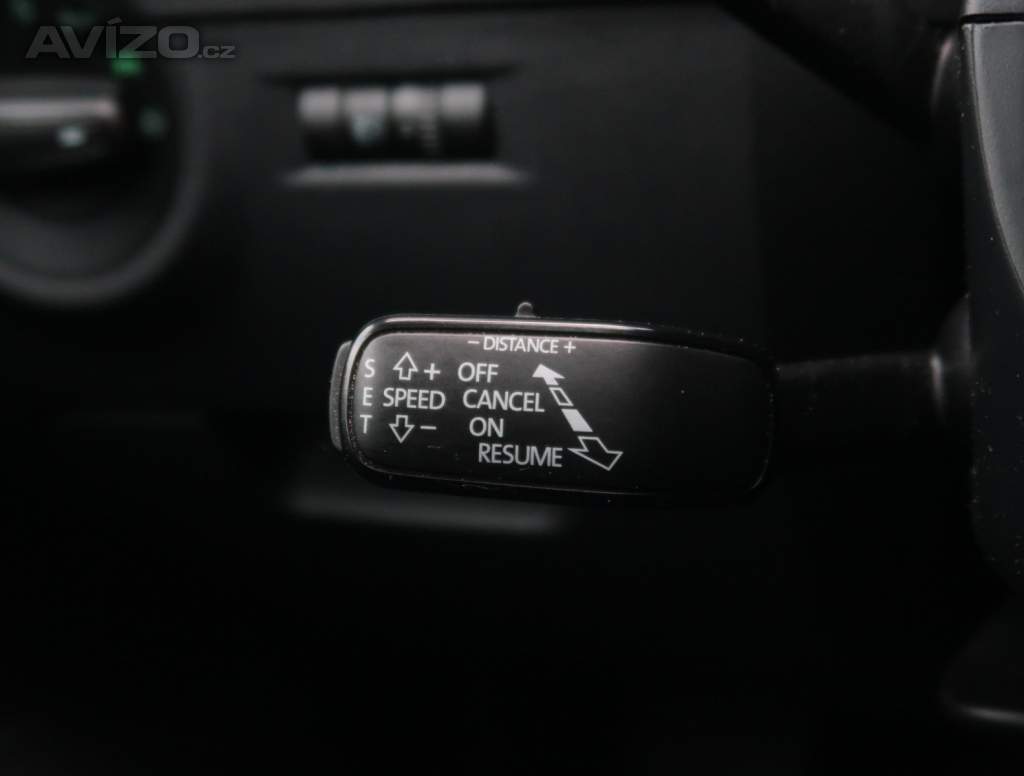 AVÍZO.cz
− DISTANCE +
S + OFF
E SPEED CANCEL
T − ON
RESUME